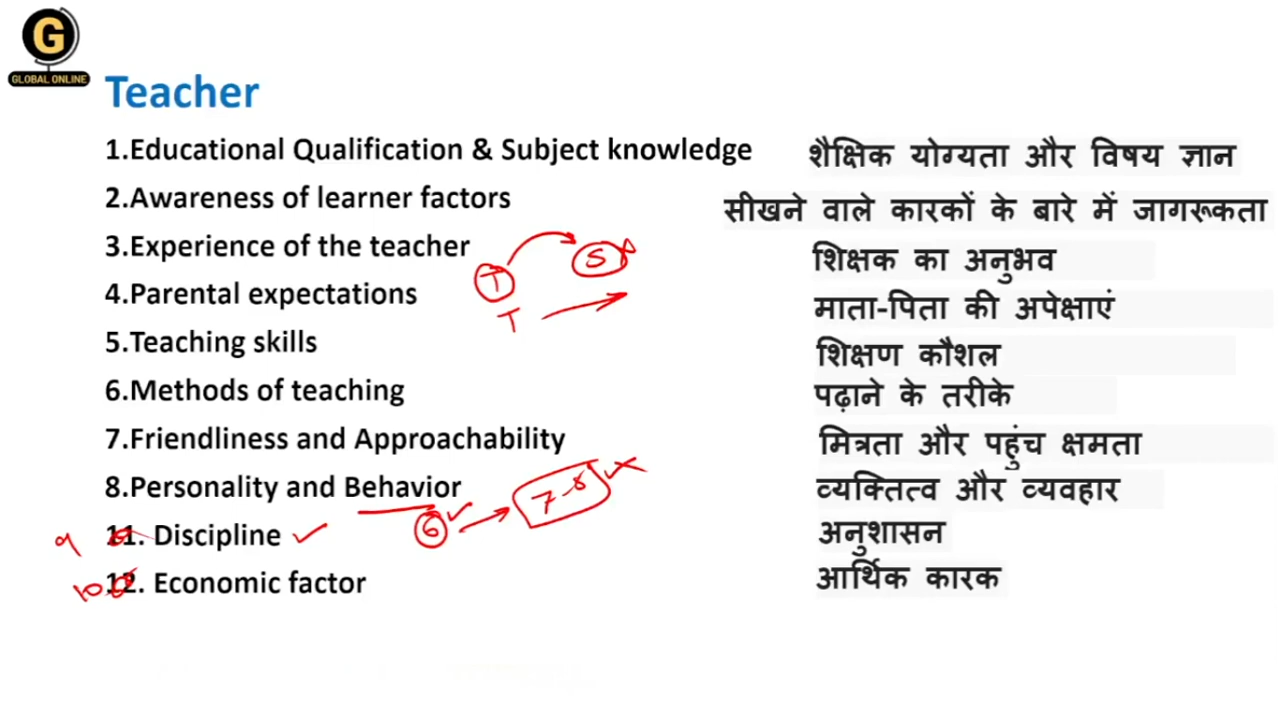 G
GLOBAL ONLINE
Teacher
1.Educational Qualification & Subject knowledge शैक्षिक योग्यता और विषय ज्ञान
2.Awareness of learner factors सीखने वाले कारकों के बारे में जागरूकता
3.Experience of the teacher शिक्षक का अनुभव
T S
4.Parental expectations माता-पिता की अपेक्षाएं
T
5.Teaching skills शिक्षण कौशल
6.Methods of teaching पढ़ाने के तरीके
7.Friendliness and Approachability मित्रता और पहुंच क्षमता
8.Personality and Behavior व्यक्तित्व और व्यवहार
6 7-8
9 11. Discipline अनुशासन
10 12. Economic factor आर्थिक कारक